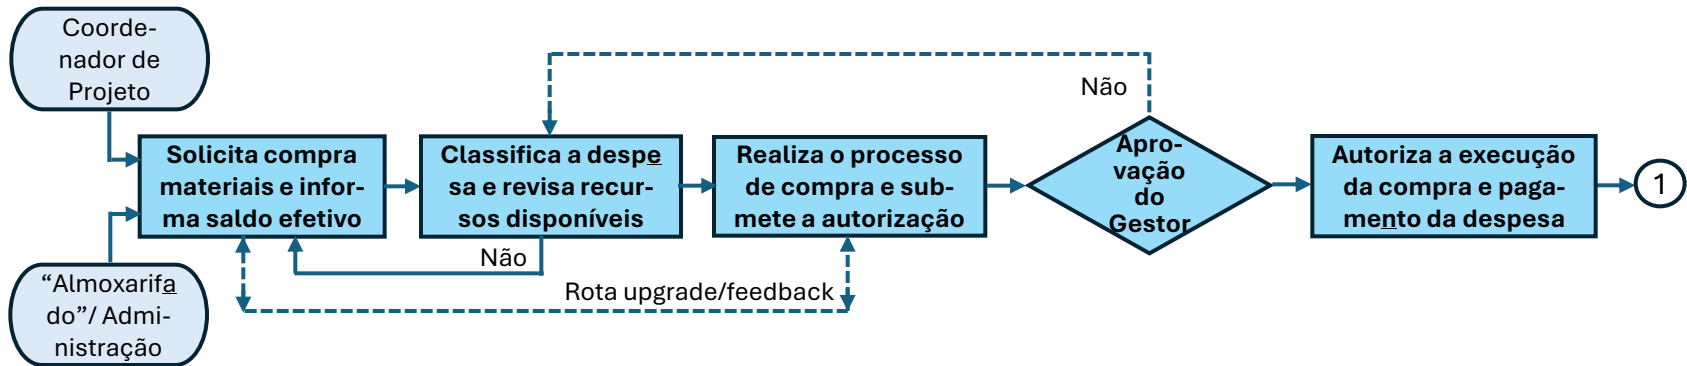 Coorde-
nador de
Projeto
Não
Solicita compra
materiais e infor-
ma saldo efetivo
Classifica a despe
sa e revisa recur-
sos disponíveis
Realiza o processo
de compra e sub-
mete a autorização
Apro-
vação
do
Gestor
Autoriza a execução
da compra e paga-
mento da despesa
1
Não
Rota upgrade/feedback
“Almoxarifa
do”/ Admi-
nistração